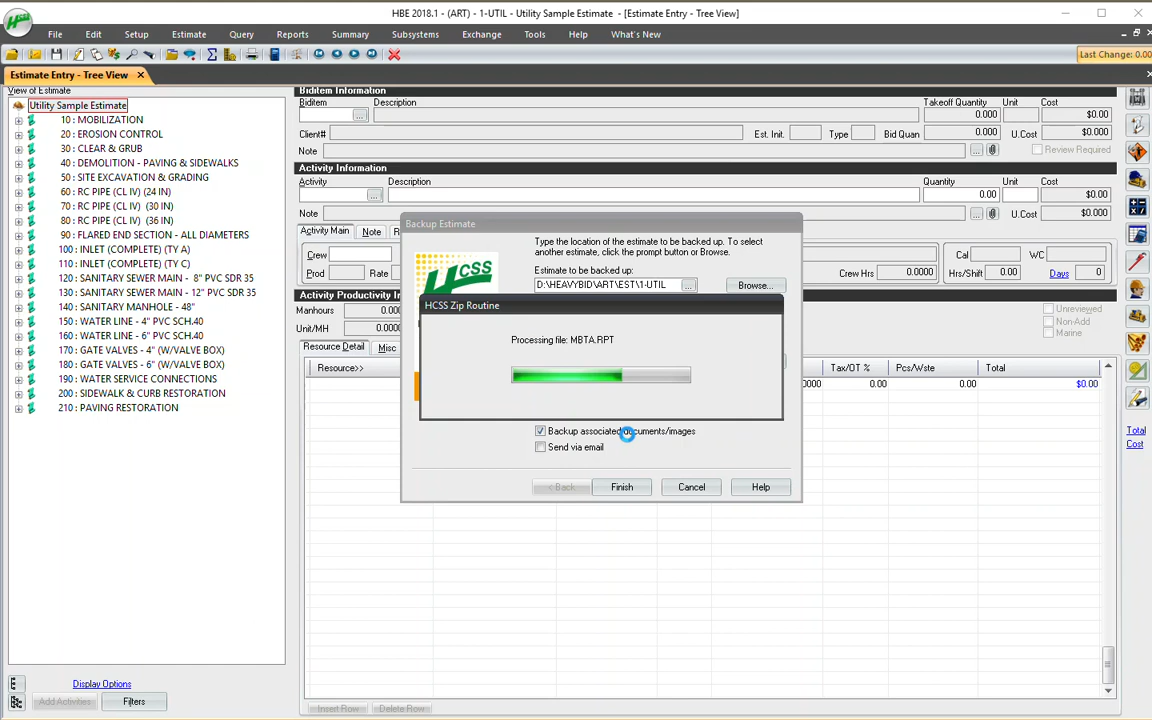 HCSS
HBE 2018.1 - (ART) - 1-UTIL - Utility Sample Estimate - [Estimate Entry - Tree View]
File Edit Setup Estimate Query Reports Summary Subsystems Exchange Tools Help What's New
Last Change: 0.00
Estimate Entry - Tree View
View of Estimate
Utility Sample Estimate
10 : MOBILIZATION
20 : EROSION CONTROL
30 : CLEAR & GRUB
40 : DEMOLITION - PAVING & SIDEWALKS
50 : SITE EXCAVATION & GRADING
60 : RC PIPE (CL IV) (24 IN)
70 : RC PIPE (CL IV) (30 IN)
80 : RC PIPE (CL IV) (36 IN)
90 : FLARED END SECTION - ALL DIAMETERS
100 : INLET (COMPLETE) (TY A)
110 : INLET (COMPLETE) (TY C)
120 : SANITARY SEWER MAIN - 8" PVC SDR 35
130 : SANITARY SEWER MAIN - 12" PVC SDR 35
140 : SANITARY MANHOLE - 48"
150 : WATER LINE - 4" PVC SCH.40
160 : WATER LINE - 6" PVC SCH.40
170 : GATE VALVES - 4" (W/VALVE BOX)
180 : GATE VALVES - 6" (W/VALVE BOX)
190 : WATER SERVICE CONNECTIONS
200 : SIDEWALK & CURB RESTORATION
210 : PAVING RESTORATION
Display Options
Add Activities Filters
Biditem Information
Biditem Description Takeoff Quantity Unit Cost
0.000 $0.00
Client# Est. Init. Type Bid Quan 0.000 U.Cost $0.000
Note ... Review Required
Activity Information
Activity Description Quantity Unit Cost
0.00 $0.00
Note ... U.Cost $0.000
Activity Main Note
Crew Cal WC
Prod Rate Crew Hrs 0.0000 Hrs/Shift 0.00 Days 0
Activity Productivity
Manhours 0.000
Unit/MH 0.0000
Unreviewed
Non-Add
Marine
Resource Detail Misc
Resource>> Tax/OT % Pcs/Wste Total
0000 0.00 0.00 $0.00
Insert Row Delete Row
Total
Cost
Backup Estimate
Type the location of the estimate to be backed up. To select
another estimate, click the prompt button or Browse.
HCSS
Estimate to be backed up:
D:\HEAVYBID\ART\EST\1-UTIL ... Browse...
HCSS Zip Routine
Processing file: MBTA.RPT
Backup associated documents/images
Send via email
< Back Finish Cancel Help